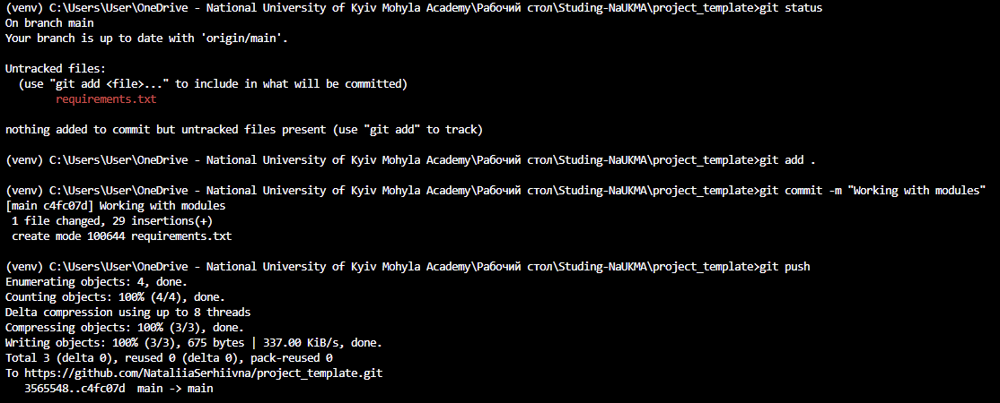 (venv) C:\Users\User\OneDrive - National University of Kyiv Mohyla Academy\Рабочий стол\Studing-NaUKMA\project_template>git status
On branch main
Your branch is up to date with 'origin/main'.
Untracked files:
(use "git add <file>..." to include in what will be committed)
requirements.txt
nothing added to commit but untracked files present (use "git add" to track)
(venv) C:\Users\User\OneDrive - National University of Kyiv Mohyla Academy\Рабочий стол\Studing-NaUKMA\project_template>git add .
(venv) C:\Users\User\OneDrive - National University of Kyiv Mohyla Academy\Рабочий стол\Studing-NaUKMA\project_template>git commit -m "Working with modules"
[main c4fc07d] Working with modules
1 file changed, 29 insertions(+)
create mode 100644 requirements.txt
(venv) C:\Users\User\OneDrive - National University of Kyiv Mohyla Academy\Рабочий стол\Studing-NaUKMA\project_template>git push
Enumerating objects: 4, done.
Counting objects: 100% (4/4), done.
Delta compression using up to 8 threads
Compressing objects: 100% (3/3), done.
Writing objects: 100% (3/3), 675 bytes | 337.00 KiB/s, done.
Total 3 (delta 0), reused 0 (delta 0), pack-reused 0
To https://github.com/NataliiaSerhiivna/project_template.git
3565548..c4fc07d  main -> main